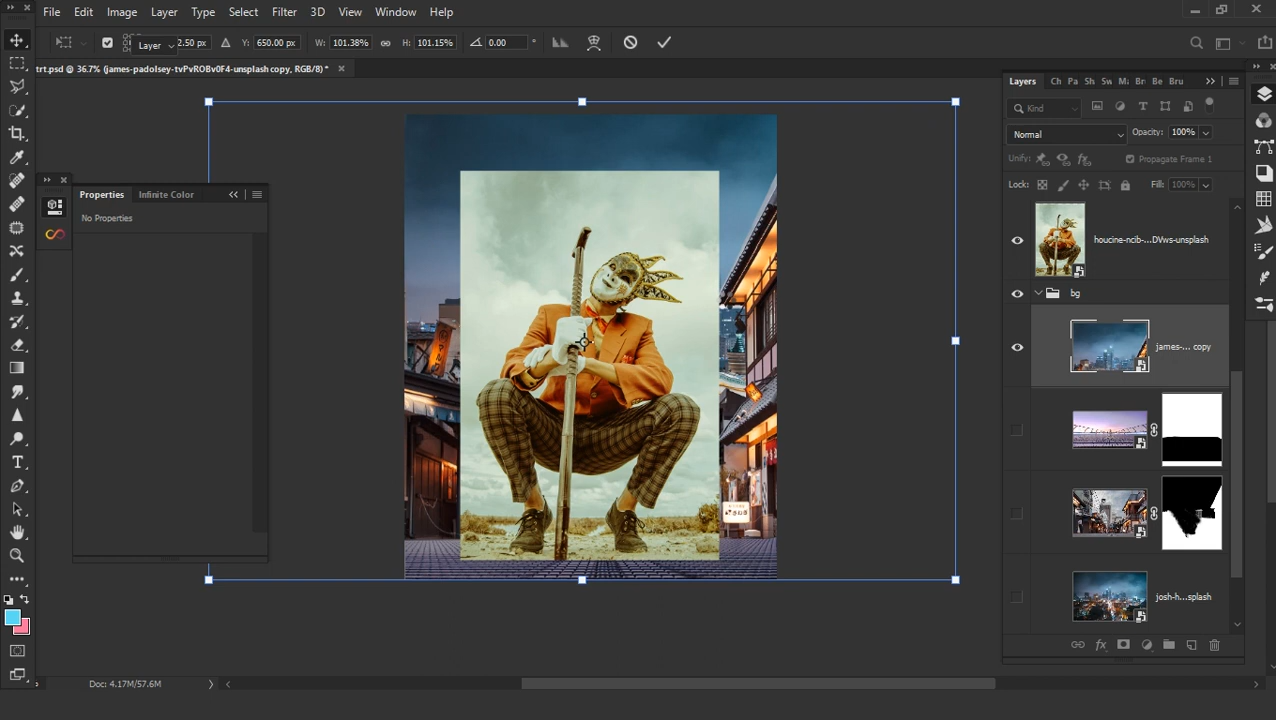 File Edit Image Layer Type Select Filter 3D View Window Help
Layer 2.50 px Y: 650.00 px W: 101.38% H: 101.15% 0.00 °
trt.psd @ 36.7% (james-padolsey-tvPvROBv0F4-unsplash copy, RGB/8) *
Layers Ch Pa Sh Sw Ma Br Be Bru
Kind
Normal Opacity: 100%
Unify: Propagate Frame 1
Lock: Fill: 100%
Properties Infinite Color
No Properties
houcine-ncib-...DVws-unsplash
bg
james-... copy
josh-h...splash
Doc: 4.17M/57.6M